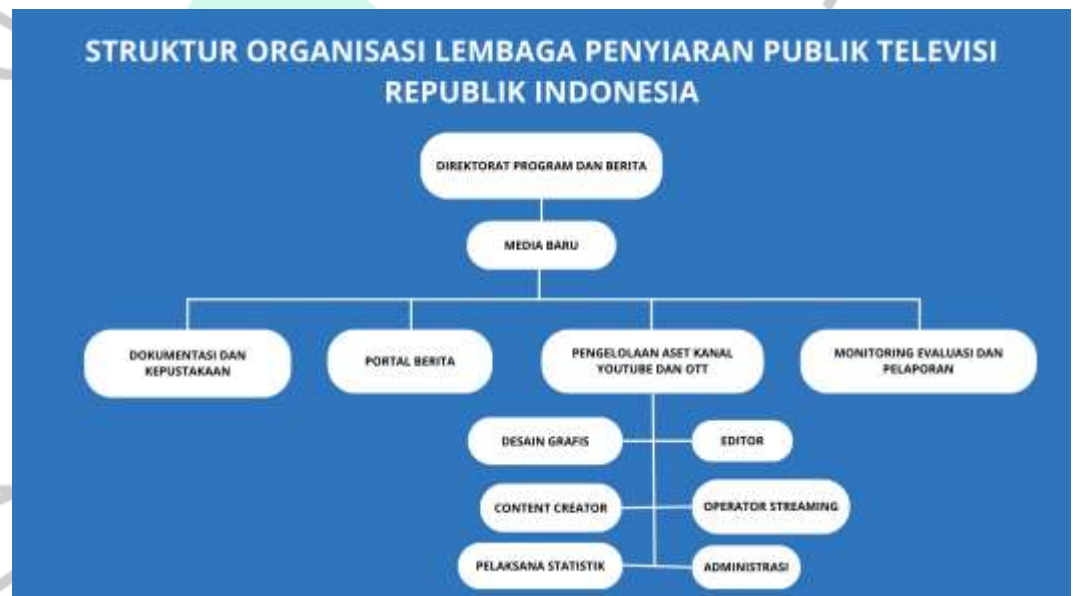 STRUKTUR ORGANISASI LEMBAGA PENYIARAN PUBLIK TELEVISI
REPUBLIK INDONESIA
DIREKTORAT PROGRAM DAN BERITA
MEDIA BARU
DOKUMENTASI DAN
KEPUSTAKAAN
PORTAL BERITA
PENGELOLAAN ASET KANAL
YOUTUBE DAN OTT
MONITORING EVALUASI DAN
PELAPORAN
DESAIN GRAFIS
EDITOR
CONTENT CREATOR
OPERATOR STREAMING
PELAKSANA STATISTIK
ADMINISTRASI